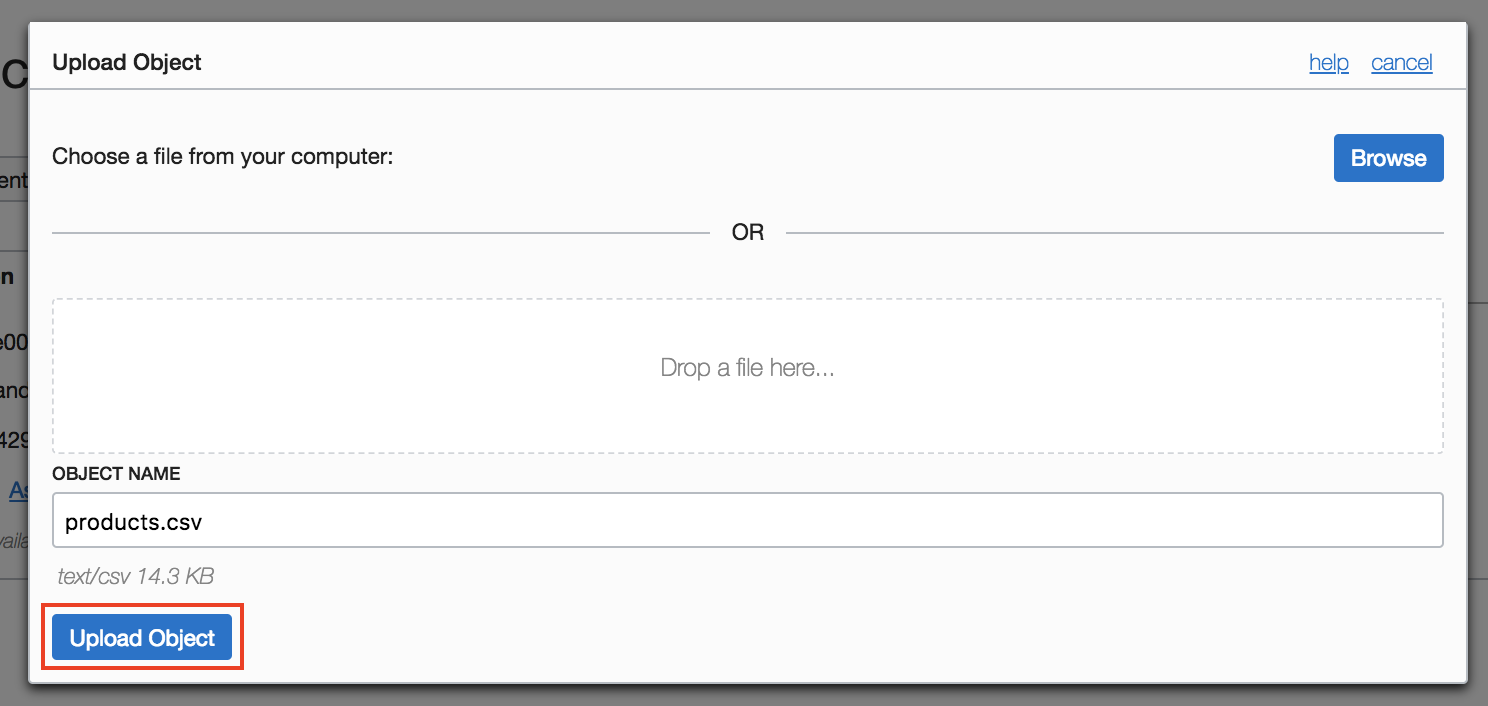 Upload Object
help cancel
Choose a file from your computer:
Browse
OR
Drop a file here...
OBJECT NAME
products.csv
text/csv 14.3 KB
Upload Object